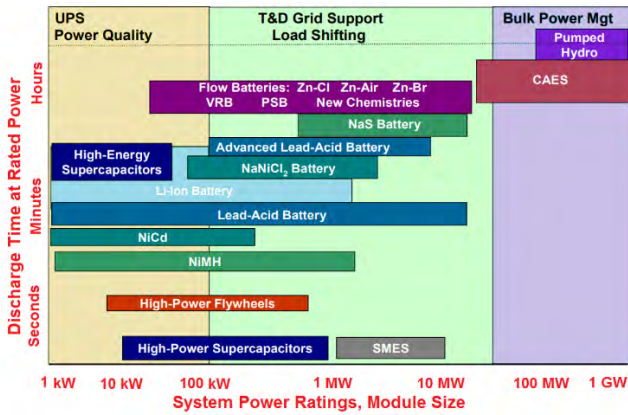 UPS
Power Quality
T&D Grid Support
Load Shifting
Bulk Power Mgt
Pumped
Hydro
CAES
Flow Batteries: Zn-Cl Zn-Air Zn-Br
VRB PSB New Chemistries
NaS Battery
Advanced Lead-Acid Battery
High-Energy
Supercapacitors
NaNiCl2 Battery
Li-Ion Battery
Lead-Acid Battery
NiCd
NiMH
High-Power Flywheels
High-Power Supercapacitors
SMES
Discharge Time at Rated Power
Hours
Minutes
Seconds
1 kW 10 kW 100 kW 1 MW 10 MW 100 MW 1 GW
System Power Ratings, Module Size